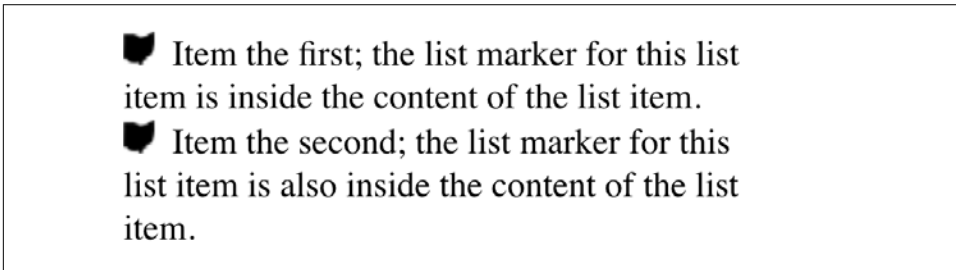 Item the first; the list marker for this list
item is inside the content of the list item.
Item the second; the list marker for this
list item is also inside the content of the list
item.